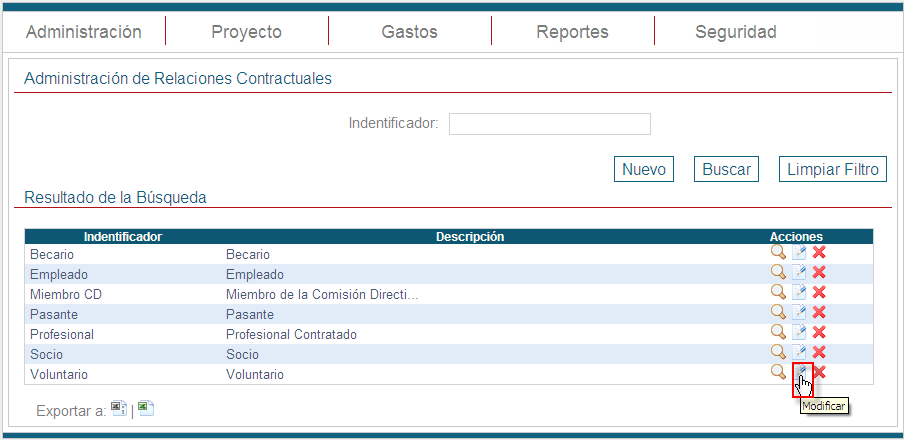 Administración Proyecto Gastos Reportes Seguridad
Administración de Relaciones Contractuales
Indentificador:
Nuevo Buscar Limpiar Filtro
Resultado de la Búsqueda
Indentificador Descripción Acciones
Becario Becario
Empleado Empleado
Miembro CD Miembro de la Comisión Directi...
Pasante Pasante
Profesional Profesional Contratado
Socio Socio
Voluntario Voluntario
Modificar
Exportar a: |